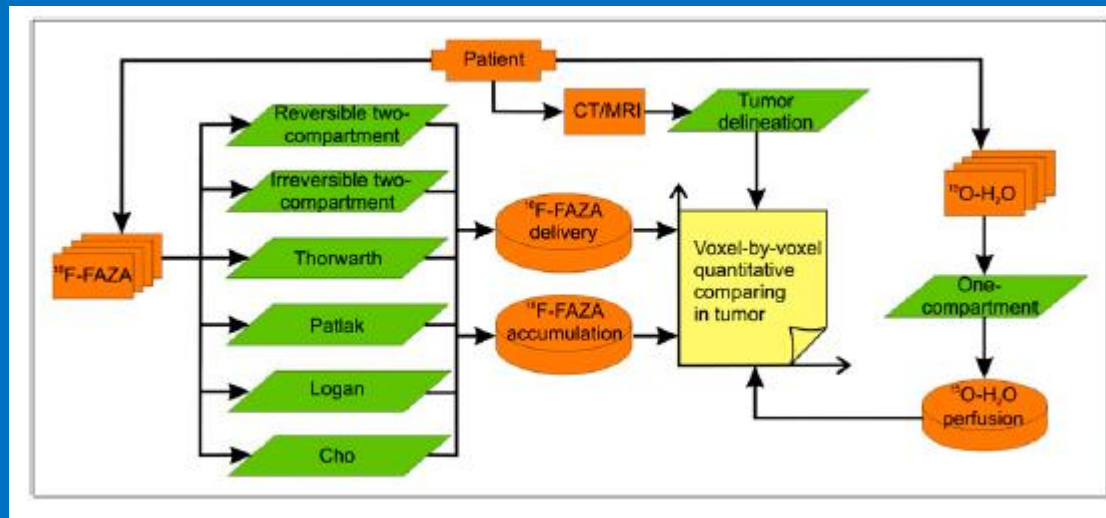 Patient
CT/MRI
Tumor
delineation
Reversible two-
compartment
Irreversible two-
compartment
Thorwarth
Patlak
Logan
Cho
¹⁸F-FAZA
¹⁸F-FAZA
delivery
¹⁸F-FAZA
accumulation
Voxel-by-voxel
quantitative
comparing
in tumor
¹⁵O-H₂O
One-
compartment
¹⁵O-H₂O
perfusion